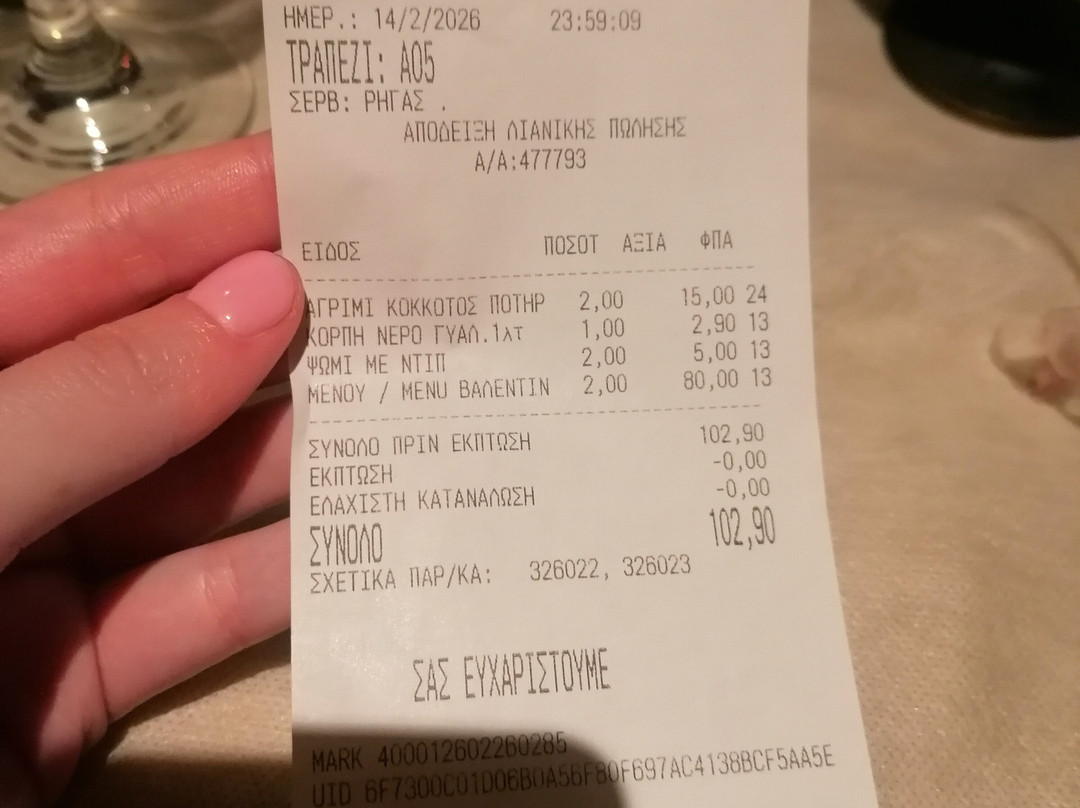 ΗΜΕΡ.: 14/2/2026 23:59:09
ΤΡΑΠΕΖΙ: Α05
ΣΕΡΒ: ΡΗΓΑΣ .
ΑΠΟΔΕΙΞΗ ΛΙΑΝΙΚΗΣ ΠΩΛΗΣΗΣ
Α/Α:477793
ΕΙΔΟΣ ΠΟΣΟΤ ΑΞΙΑ ΦΠΑ
ΑΓΡΙΜΙ ΚΟΚΚΟΤΟΣ ΠΟΤΗΡ 2,00 15,00 24
ΚΟΡΠΗ ΝΕΡΟ ΓΥΑΛ.1λτ 1,00 2,90 13
ΨΩΜΙ ΜΕ ΝΤΙΠ 2,00 5,00 13
ΜΕΝΟΥ / MENU ΒΑΛΕΝΤΙΝ 2,00 80,00 13
ΣΥΝΟΛΟ ΠΡΙΝ ΕΚΠΤΩΣΗ 102,90
ΕΚΠΤΩΣΗ -0,00
ΕΛΑΧΙΣΤΗ ΚΑΤΑΝΑΛΩΣΗ -0,00
ΣΥΝΟΛΟ 102,90
ΣΧΕΤΙΚΑ ΠΑΡ/ΚΑ: 326022, 326023
ΣΑΣ ΕΥΧΑΡΙΣΤΟΥΜΕ
MARK 400012602260285
UID 6F7300C01D06B0A56F80F697AC4138BCF5AA5E